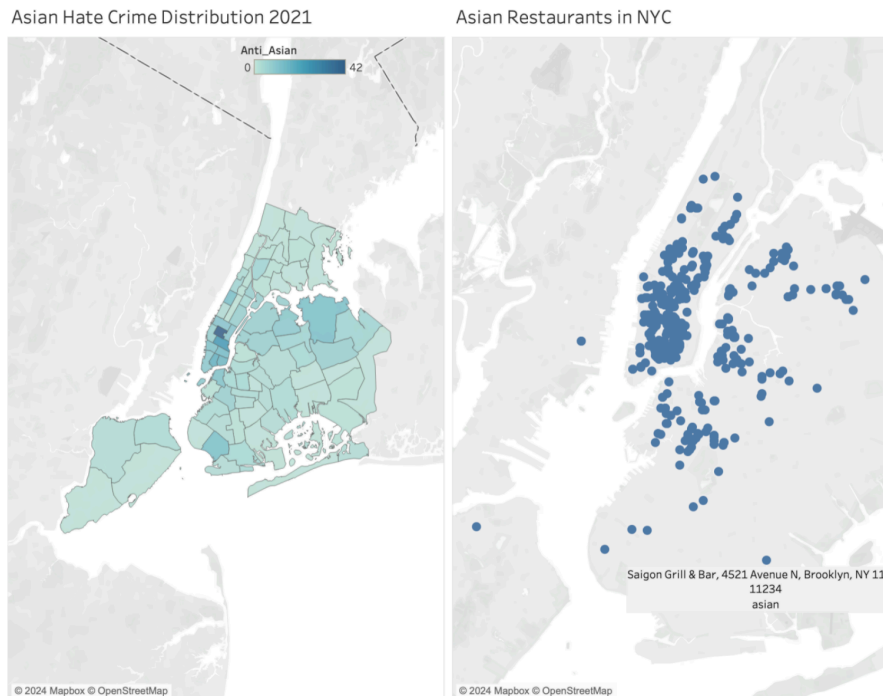 Asian Hate Crime Distribution 2021
Anti_Asian
0 42
© 2024 Mapbox © OpenStreetMap
Asian Restaurants in NYC
Saigon Grill & Bar, 4521 Avenue N, Brooklyn, NY 11
11234
asian
© 2024 Mapbox © OpenStreetMap